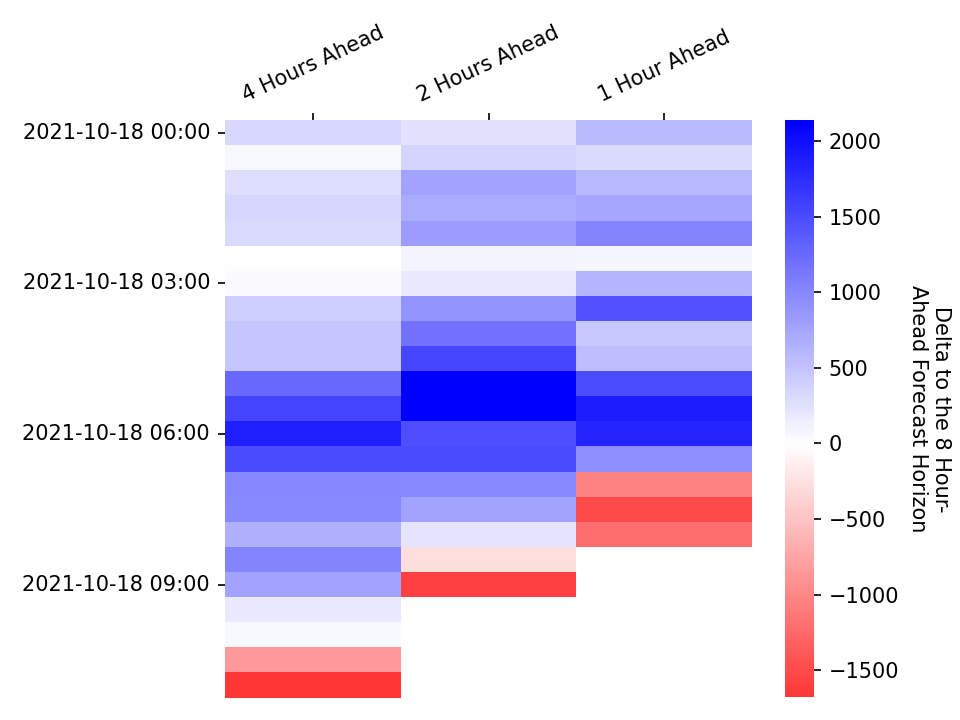 4 Hours Ahead
2 Hours Ahead
1 Hour Ahead
2021-10-18 00:00
2021-10-18 03:00
2021-10-18 06:00
2021-10-18 09:00
2000
1500
1000
500
0
−500
−1000
−1500
Delta to the 8 Hour-
Ahead Forecast Horizon